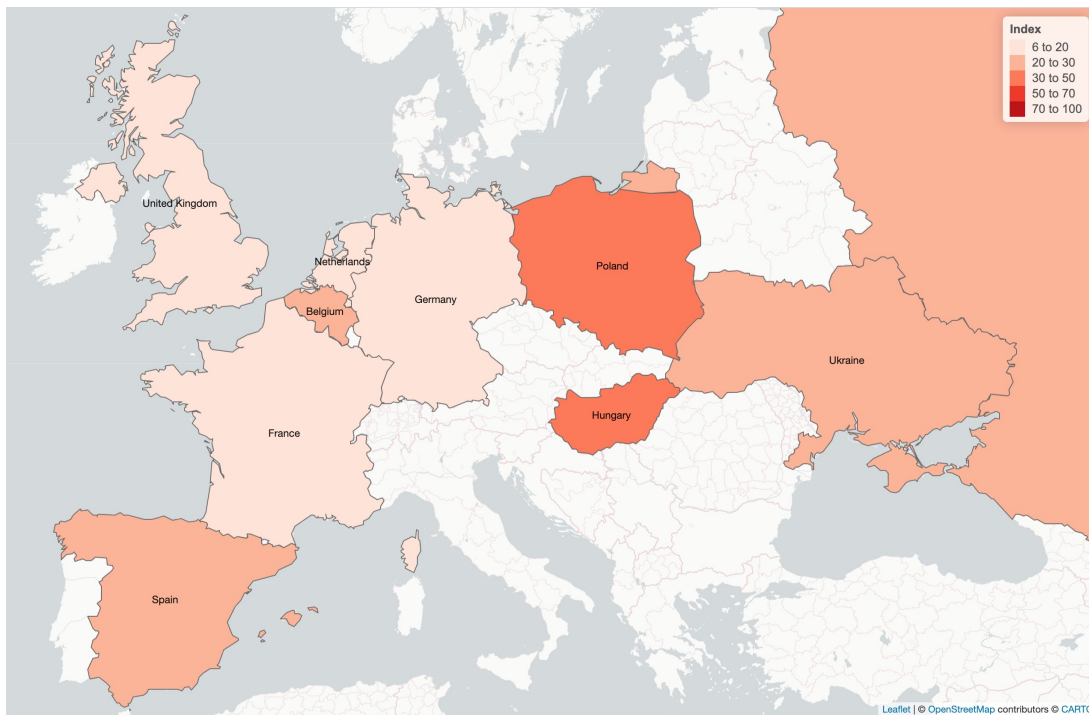 Index
6 to 20
20 to 30
30 to 50
50 to 70
70 to 100
United Kingdom
Netherlands
Poland
Germany
Belgium
Ukraine
Hungary
France
Spain
Leaflet | © OpenStreetMap contributors © CARTO